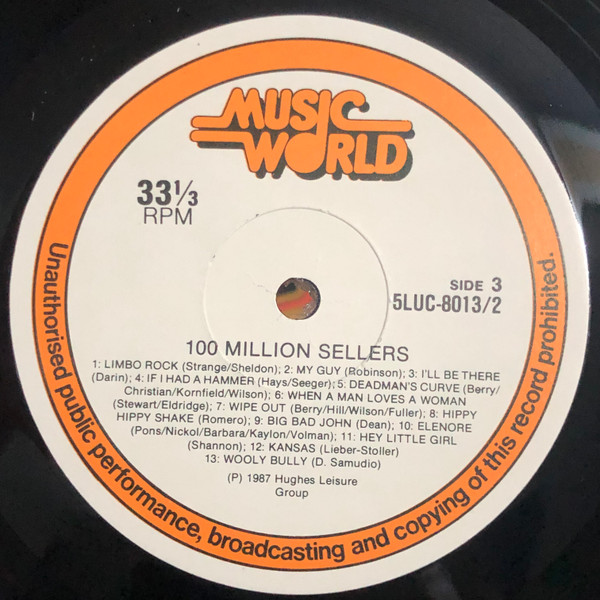 MUSIC
WORLD
33 1/3
RPM
SIDE 3
5LUC-8013/2
100 MILLION SELLERS
1: LIMBO ROCK (Strange/Sheldon); 2: MY GUY (Robinson); 3: I'LL BE THERE
(Darin); 4: IF I HAD A HAMMER (Hays/Seeger); 5: DEADMAN'S CURVE (Berry/
Christian/Kornfield/Wilson); 6: WHEN A MAN LOVES A WOMAN
(Stewart/Eldridge); 7: WIPE OUT (Berry/Hill/Wilson/Fuller); 8: HIPPY
HIPPY SHAKE (Romero); 9: BIG BAD JOHN (Dean); 10: ELENORE
(Pons/Nickol/Barbara/Kaylon/Volman); 11: HEY LITTLE GIRL
(Shannon); 12: KANSAS (Lieber-Stoller)
13: WOOLY BULLY (D. Samudio)
(P) 1987 Hughes Leisure
Group
Unauthorised public performance, broadcasting and copying of this record prohibited.